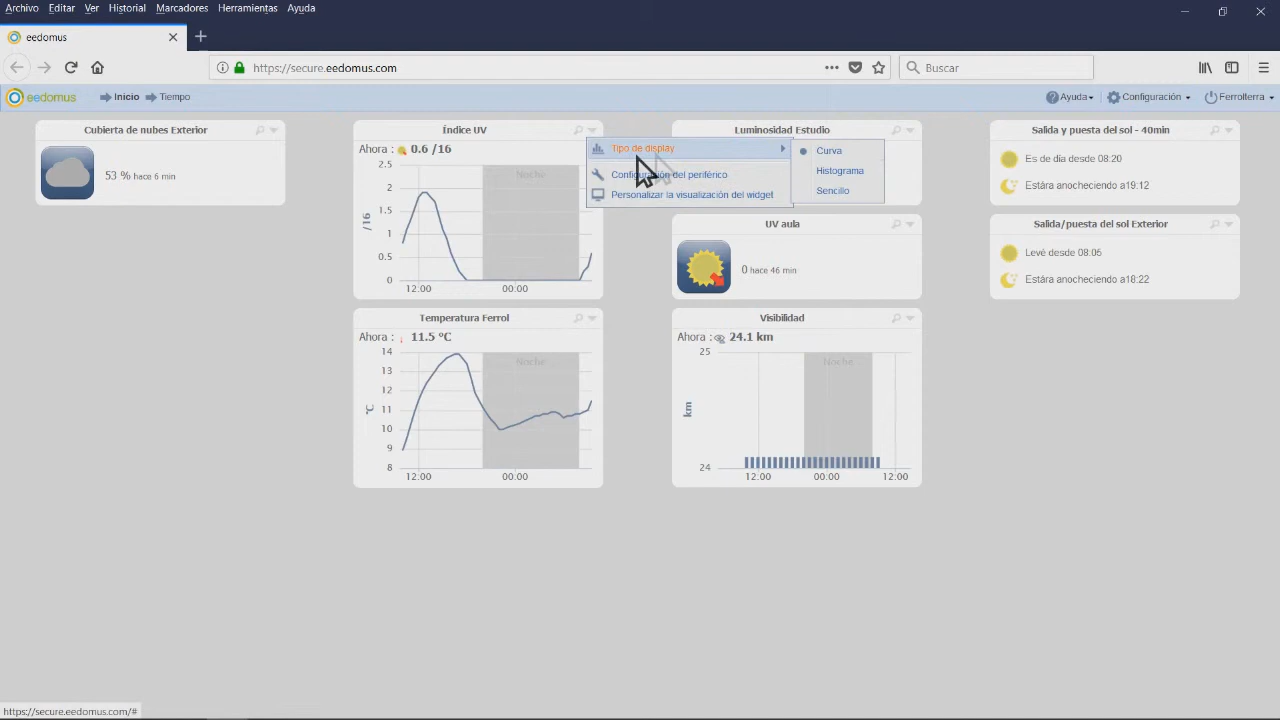 Archivo Editar Ver Historial Marcadores Herramientas Ayuda
eedomus
https://secure.eedomus.com
Buscar
eedomus Inicio Tiempo Ayuda Configuración Ferrolterra
Cubierta de nubes Exterior
53 % hace 6 min
Índice UV
Ahora : 0.6 /16
2.5
2
1.5
1
0.5
0
/16
Noche
12:00 00:00
Tipo de display
Configuración del periférico
Personalizar la visualización del widget
Curva
Histograma
Sencillo
Temperatura Ferrol
Ahora : 11.5 °C
14
13
12
11
10
9
8
°C
Noche
12:00 00:00
Luminosidad Estudio
UV aula
0 hace 46 min
Visibilidad
Ahora : 24.1 km
25
24
km
Noche
12:00 00:00 12:00
Salida y puesta del sol - 40min
Es de día desde 08:20
Estára anocheciendo a19:12
Salida/puesta del sol Exterior
Levé desde 08:05
Estára anocheciendo a18:22
https://secure.eedomus.com/#